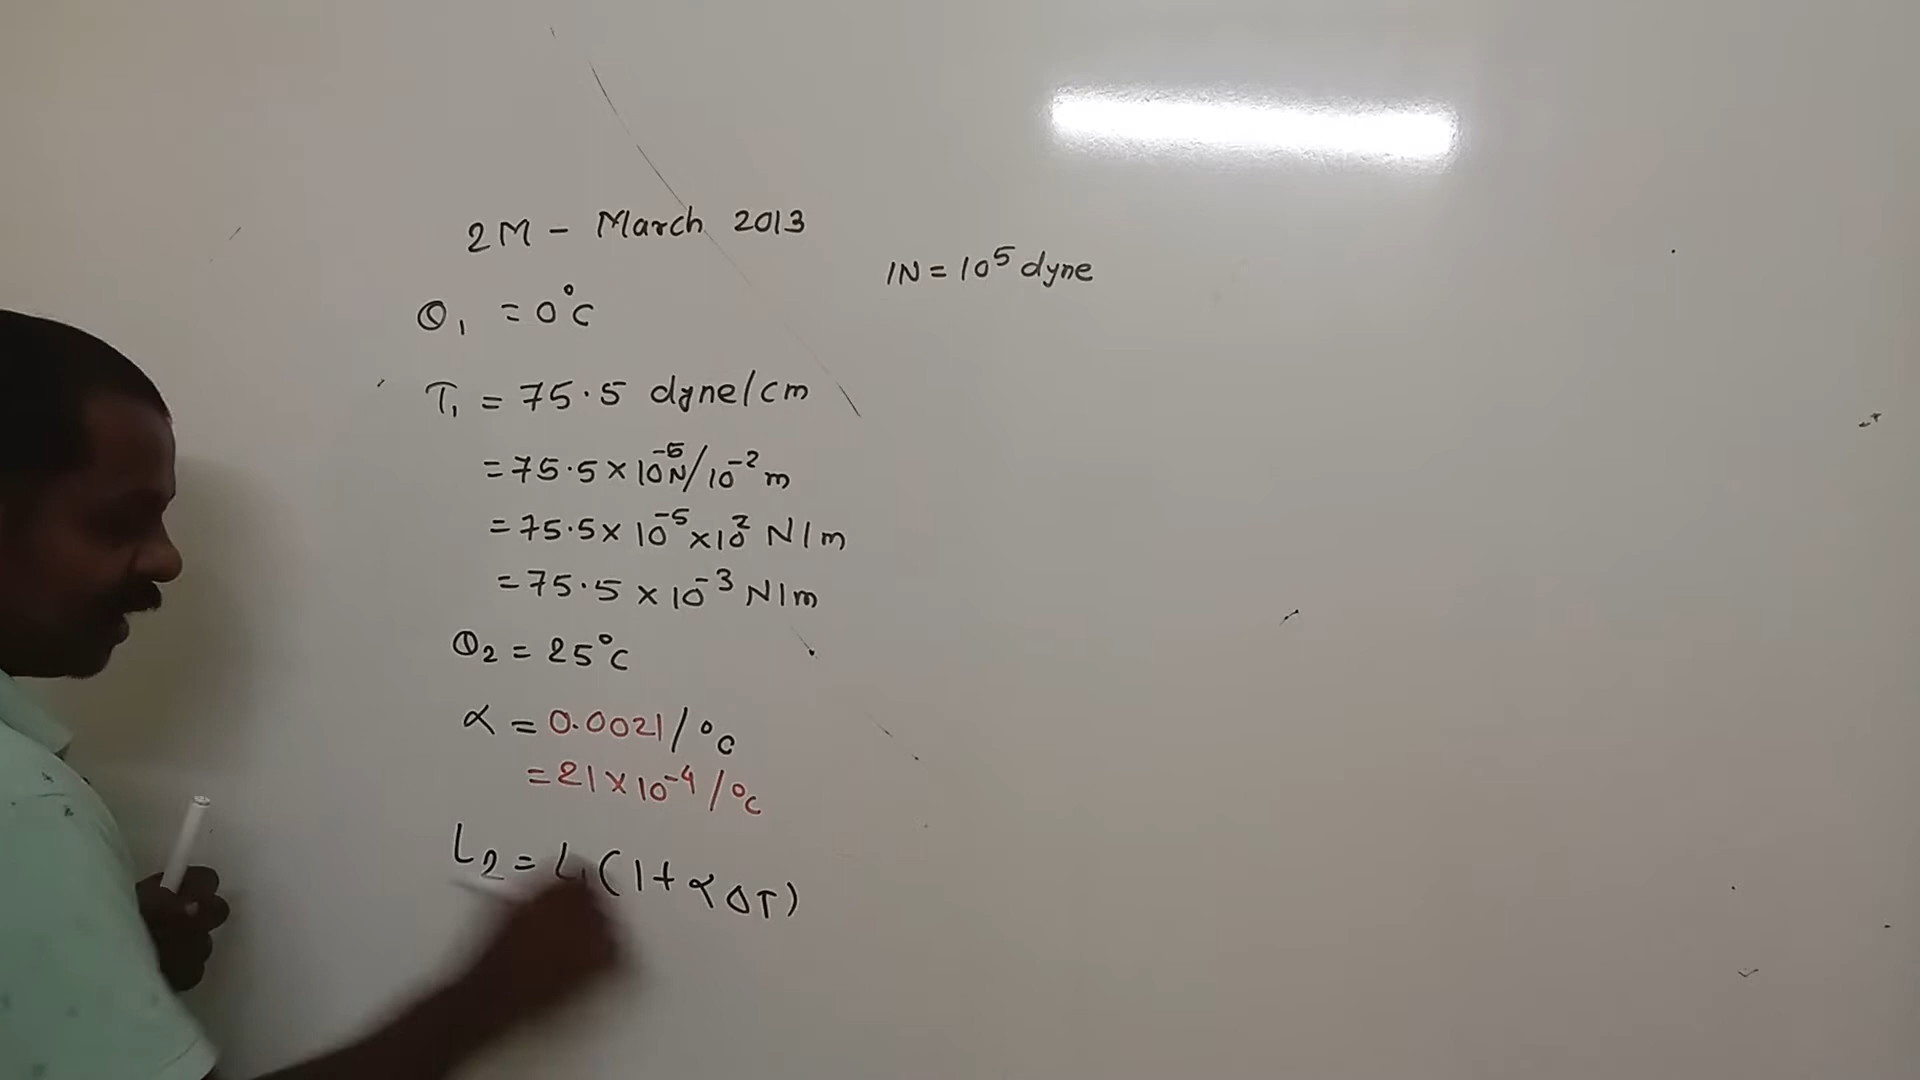 2M - March 2013
1N = 10⁵ dyne
θ₁ = 0°C
T₁ = 75.5 dyne/cm
= 75.5 × 10⁻⁵N/10⁻² m
= 75.5 × 10⁻⁵ × 10² N/m
= 75.5 × 10⁻³ N/m
θ₂ = 25°C
α = 0.0021/°C
= 21 × 10⁻⁴/°C
L₂ = L₁(1 + α ΔT)